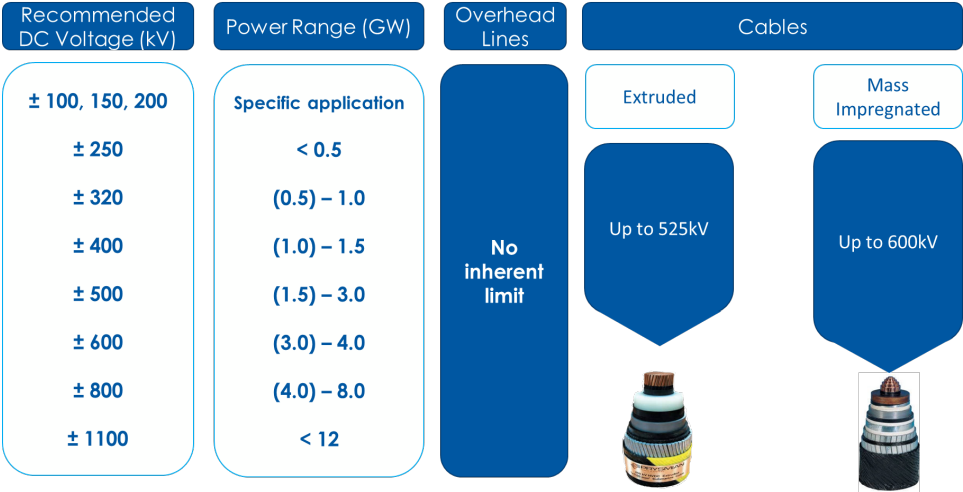 Recommended
DC Voltage (kV)
Power Range (GW)
Overhead
Lines
Cables
± 100, 150, 200
Specific application
Extruded
Mass
Impregnated
± 250
< 0.5
± 320
(0.5) – 1.0
± 400
(1.0) – 1.5
± 500
(1.5) – 3.0
± 600
(3.0) – 4.0
± 800
(4.0) – 8.0
± 1100
< 12
No
inherent
limit
Up to 525kV
Up to 600kV
PRYSMIAN